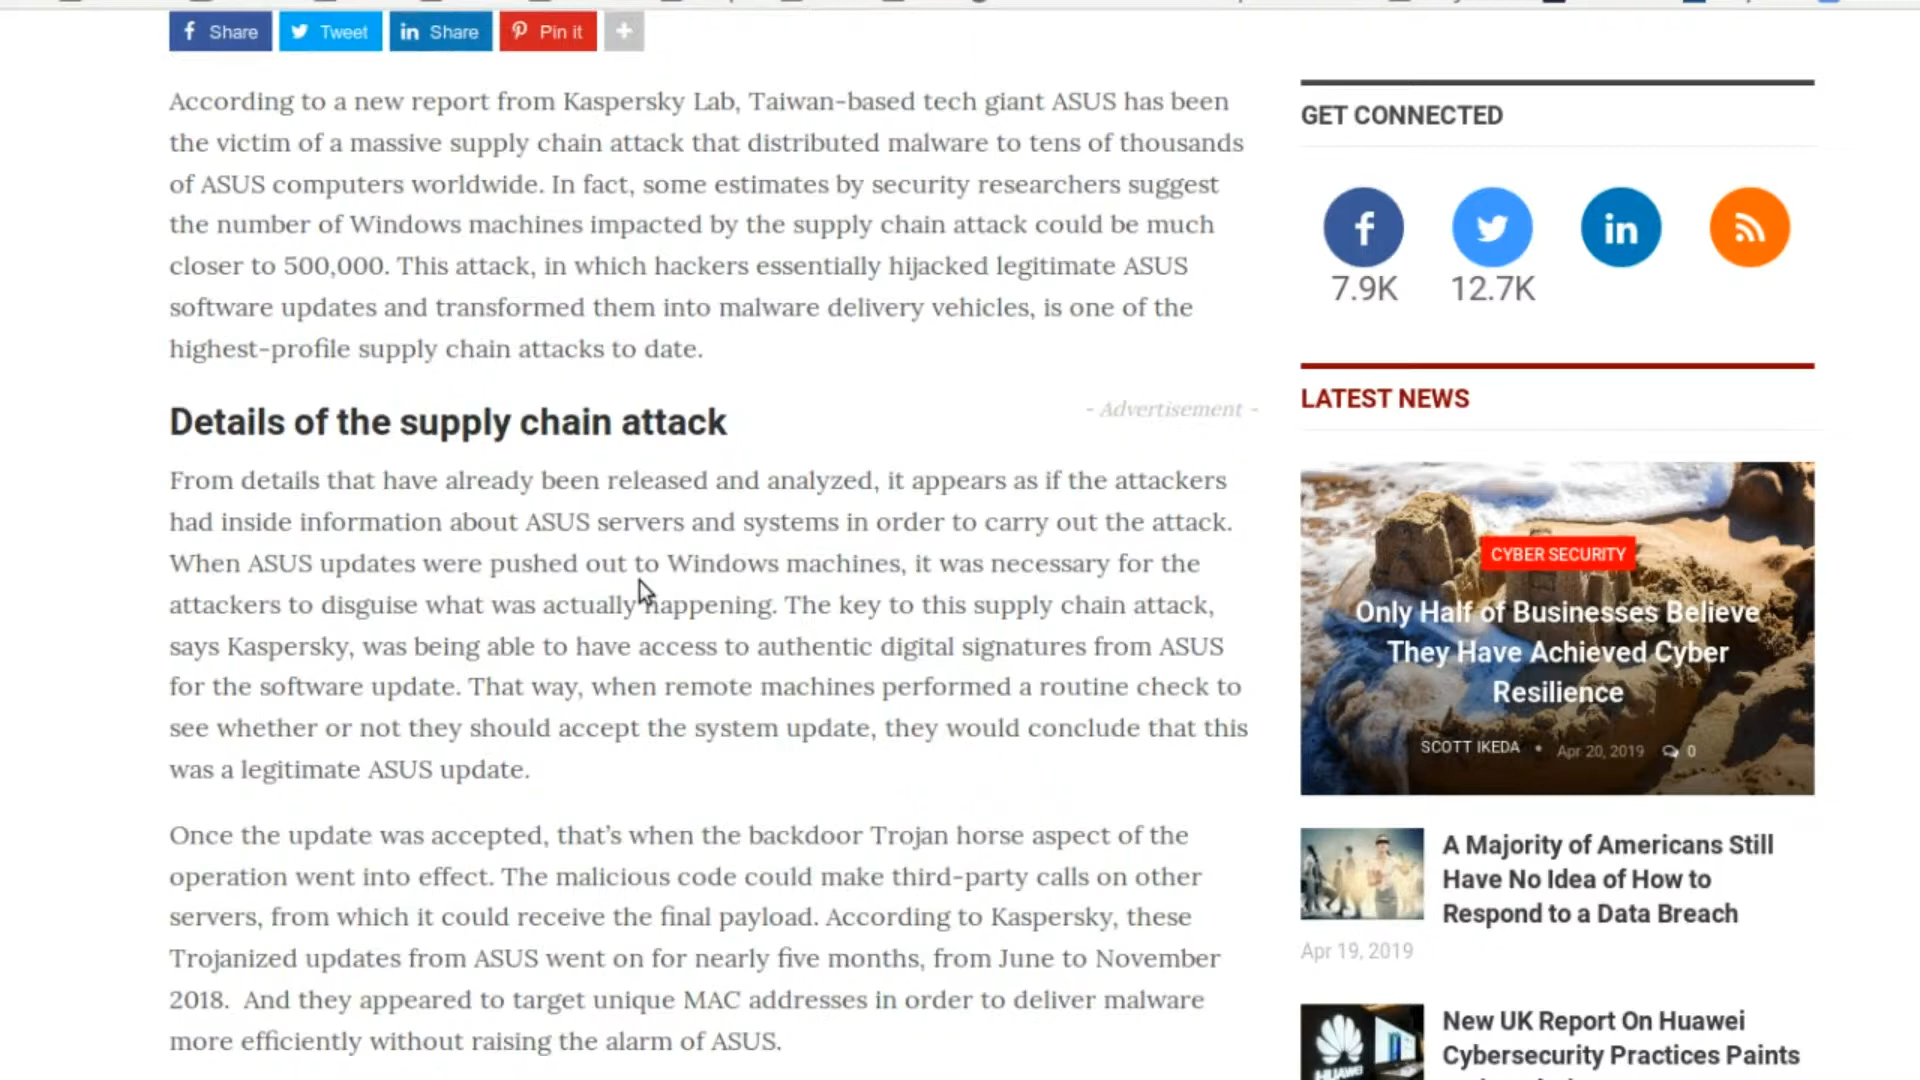 Share
Tweet
Share
Pin it
According to a new report from Kaspersky Lab, Taiwan-based tech giant ASUS has been
the victim of a massive supply chain attack that distributed malware to tens of thousands
of ASUS computers worldwide. In fact, some estimates by security researchers suggest
the number of Windows machines impacted by the supply chain attack could be much
closer to 500,000. This attack, in which hackers essentially hijacked legitimate ASUS
software updates and transformed them into malware delivery vehicles, is one of the
highest-profile supply chain attacks to date.
Details of the supply chain attack
- Advertisement -
From details that have already been released and analyzed, it appears as if the attackers
had inside information about ASUS servers and systems in order to carry out the attack.
When ASUS updates were pushed out to Windows machines, it was necessary for the
attackers to disguise what was actually happening. The key to this supply chain attack,
says Kaspersky, was being able to have access to authentic digital signatures from ASUS
for the software update. That way, when remote machines performed a routine check to
see whether or not they should accept the system update, they would conclude that this
was a legitimate ASUS update.
Once the update was accepted, that’s when the backdoor Trojan horse aspect of the
operation went into effect. The malicious code could make third-party calls on other
servers, from which it could receive the final payload. According to Kaspersky, these
Trojanized updates from ASUS went on for nearly five months, from June to November
2018.  And they appeared to target unique MAC addresses in order to deliver malware
more efficiently without raising the alarm of ASUS.
GET CONNECTED
7.9K
12.7K
LATEST NEWS
CYBER SECURITY
Only Half of Businesses Believe
They Have Achieved Cyber
Resilience
SCOTT IKEDA • Apr 20, 2019 0
A Majority of Americans Still
Have No Idea of How to
Respond to a Data Breach
Apr 19, 2019
New UK Report On Huawei
Cybersecurity Practices Paints
HUAWEI